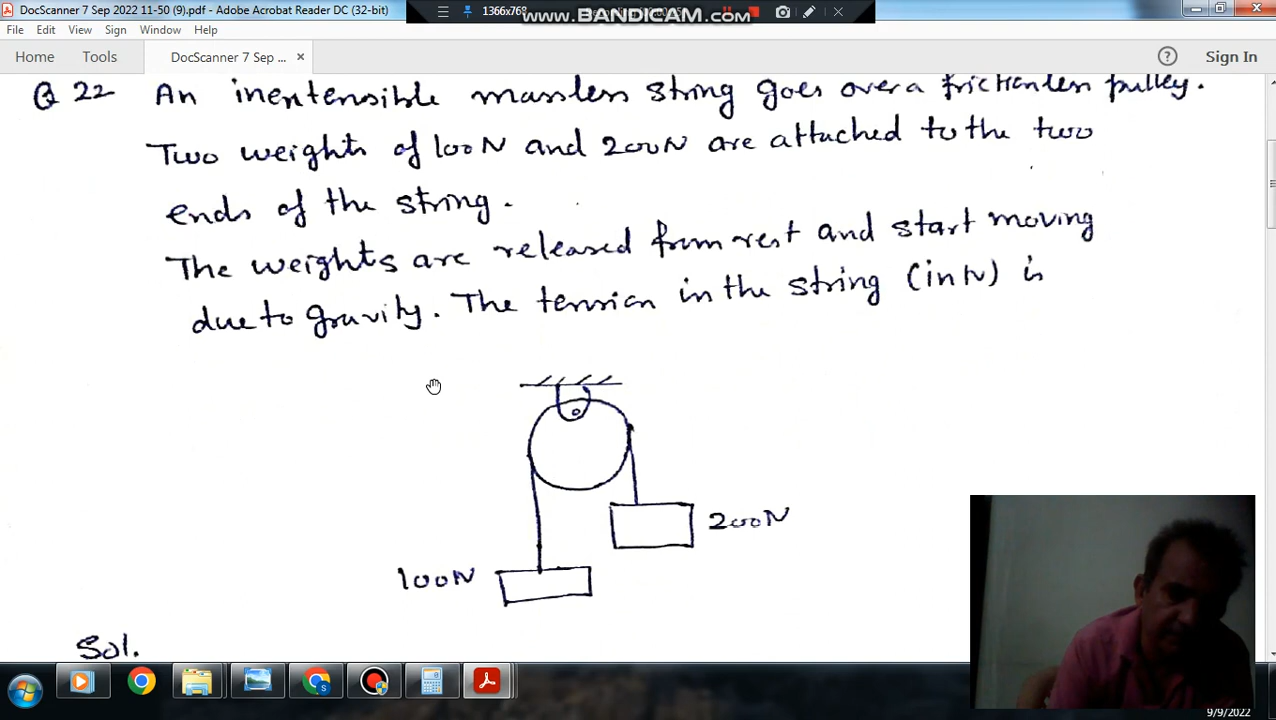 DocScanner 7 Sep 2022 11-50 (9).pdf - Adobe Acrobat Reader DC (32-bit)
1366x768
www.BANDICAM.com
File Edit View Sign Window Help
Home Tools DocScanner 7 Sep ... × Sign In
Q 22 An inextensible massless string goes over a frictionless pulley.
Two weights of 100N and 200N are attached to the two
ends of the string.
The weights are released from rest and start moving
due to gravity. The tension in the string (in N) is
200N
100N
Sol.
9/9/2022